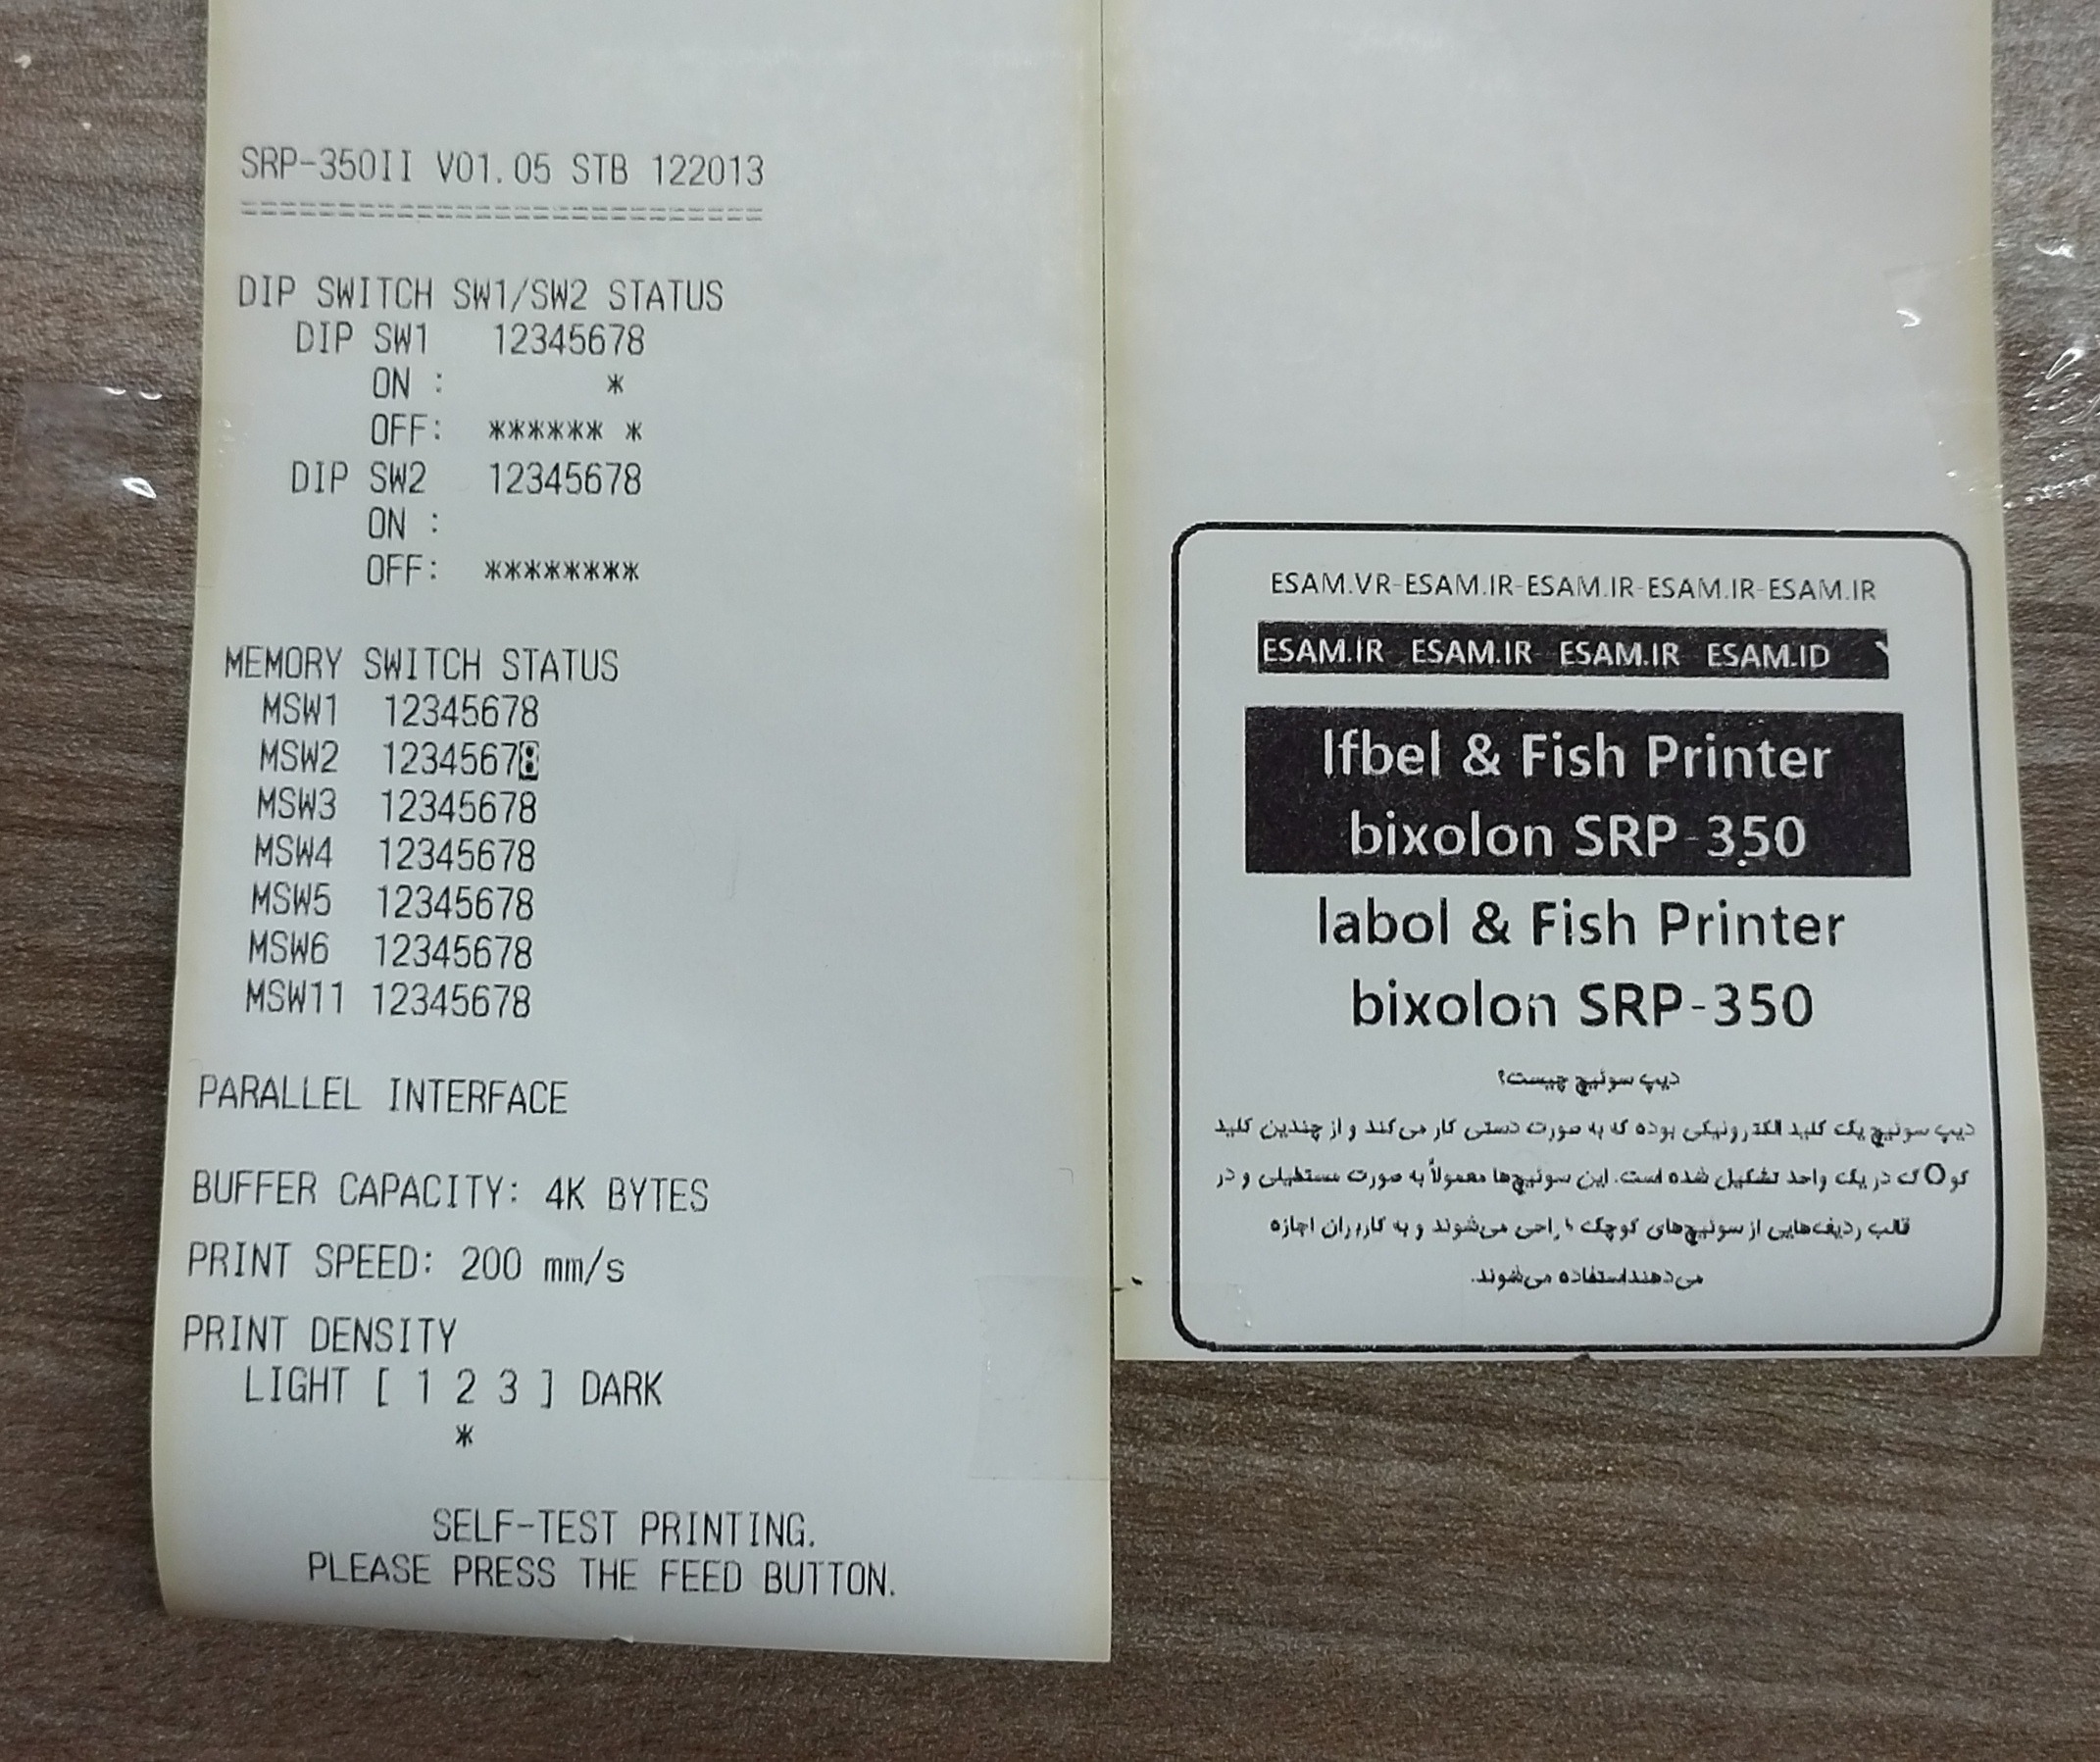 SRP-350II V01.05 STB 122013
===========================
DIP SWITCH SW1/SW2 STATUS
DIP SW1 12345678
ON : *
OFF: ****** *
DIP SW2 12345678
ON :
OFF: ********
MEMORY SWITCH STATUS
MSW1 12345678
MSW2 12345678
MSW3 12345678
MSW4 12345678
MSW5 12345678
MSW6 12345678
MSW11 12345678
PARALLEL INTERFACE
BUFFER CAPACITY: 4K BYTES
PRINT SPEED: 200 mm/s
PRINT DENSITY
LIGHT [ 1 2 3 ] DARK
*
SELF-TEST PRINTING.
PLEASE PRESS THE FEED BUTTON.
ESAM.VR-ESAM.IR-ESAM.IR-ESAM.IR-ESAM.IR
ESAM.IR ESAM.IR ESAM.IR ESAM.ID
lfbel & Fish Printer
bixolon SRP-3.50
labol & Fish Printer
bixolon SRP-350
دیپ سوئیچ چیست؟
دیپ سوئیچ یک کلید الکترونیکی بوده که به صورت دستی کار می‌کند و از چندین کلید
کوOک در یک واحد تشکیل شده است. این سوئیچ‌ها معمولاً به صورت مستطیلی و در
قالب ردیف‌هایی از سوئیچ‌های کوچک راحی می‌شوند و به کاربران اجازه
می‌دهنداستفاده می‌شوند.